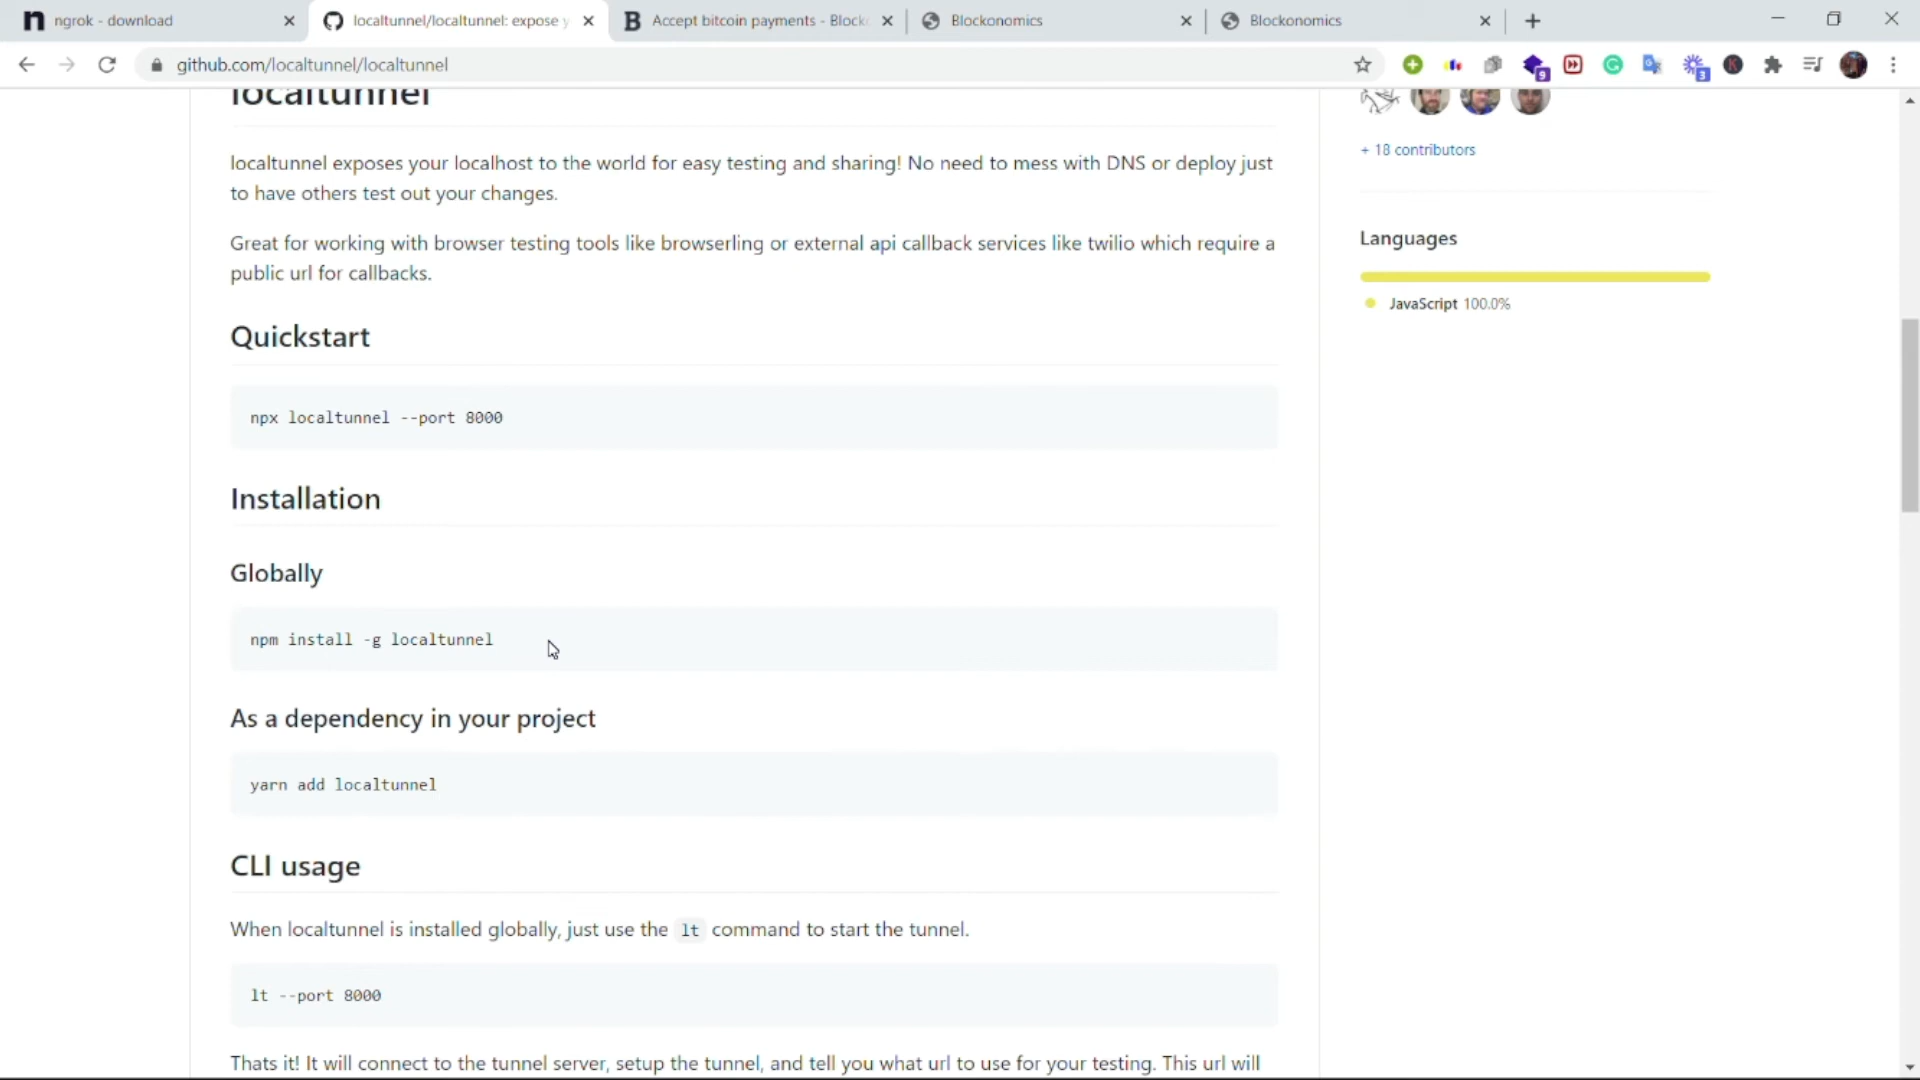 ngrok - download
localtunnel/localtunnel: expose y
Accept bitcoin payments - Block
Blockonomics
Blockonomics
github.com/localtunnel/localtunnel
9
3
K
localtunnel
localtunnel exposes your localhost to the world for easy testing and sharing! No need to mess with DNS or deploy just
to have others test out your changes.
Great for working with browser testing tools like browserling or external api callback services like twilio which require a
public url for callbacks.
Quickstart
npx localtunnel --port 8000
Installation
Globally
npm install -g localtunnel
As a dependency in your project
yarn add localtunnel
CLI usage
When localtunnel is installed globally, just use the lt command to start the tunnel.
lt --port 8000
Thats it! It will connect to the tunnel server, setup the tunnel, and tell you what url to use for your testing. This url will
+ 18 contributors
Languages
JavaScript 100.0%